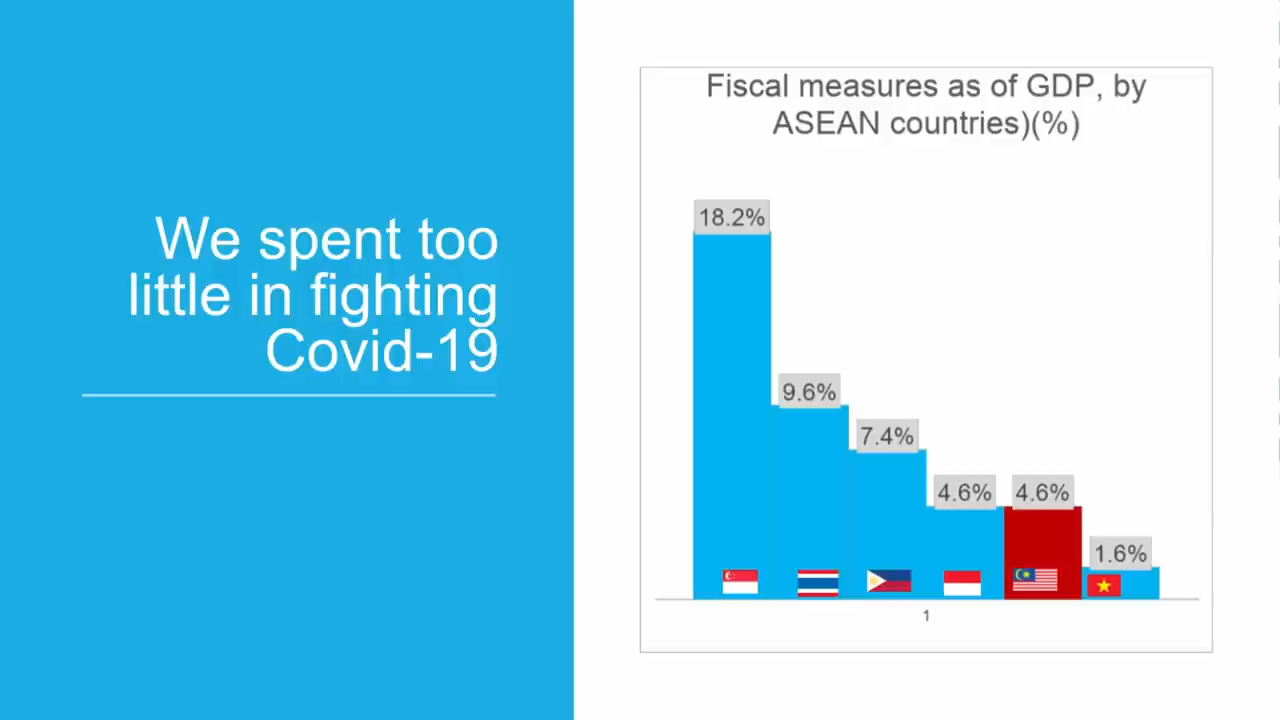 We spent too
little in fighting
Covid-19
Fiscal measures as of GDP, by
ASEAN countries)(%)
18.2%
9.6%
7.4%
4.6%
4.6%
1.6%
1